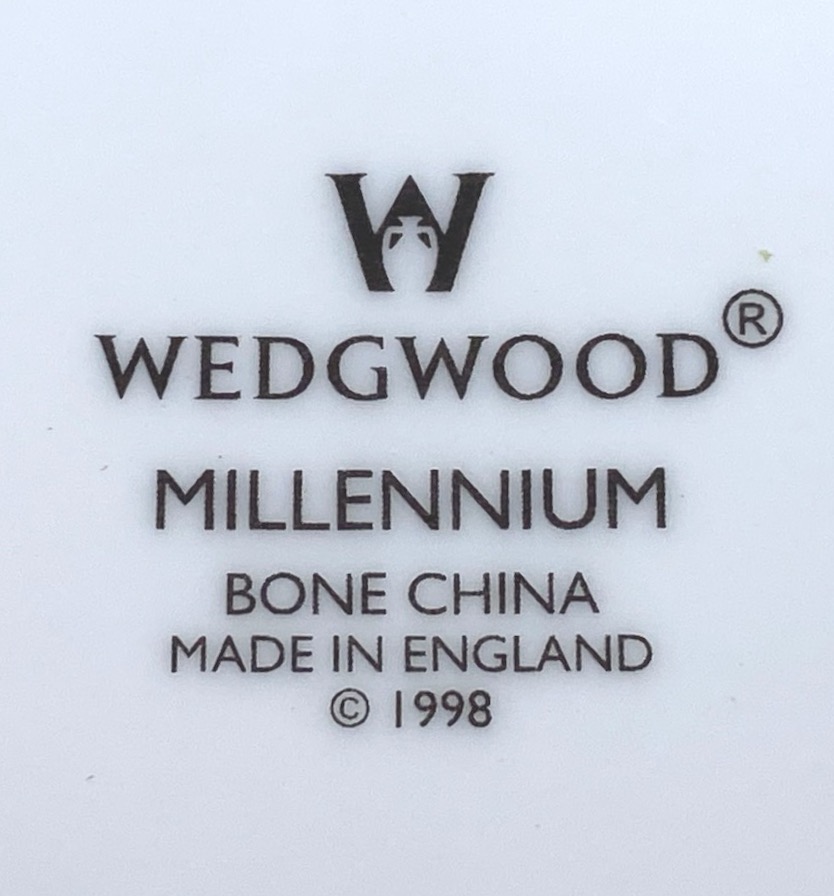 W
WEDGWOOD®
MILLENNIUM
BONE CHINA
MADE IN ENGLAND
© 1998